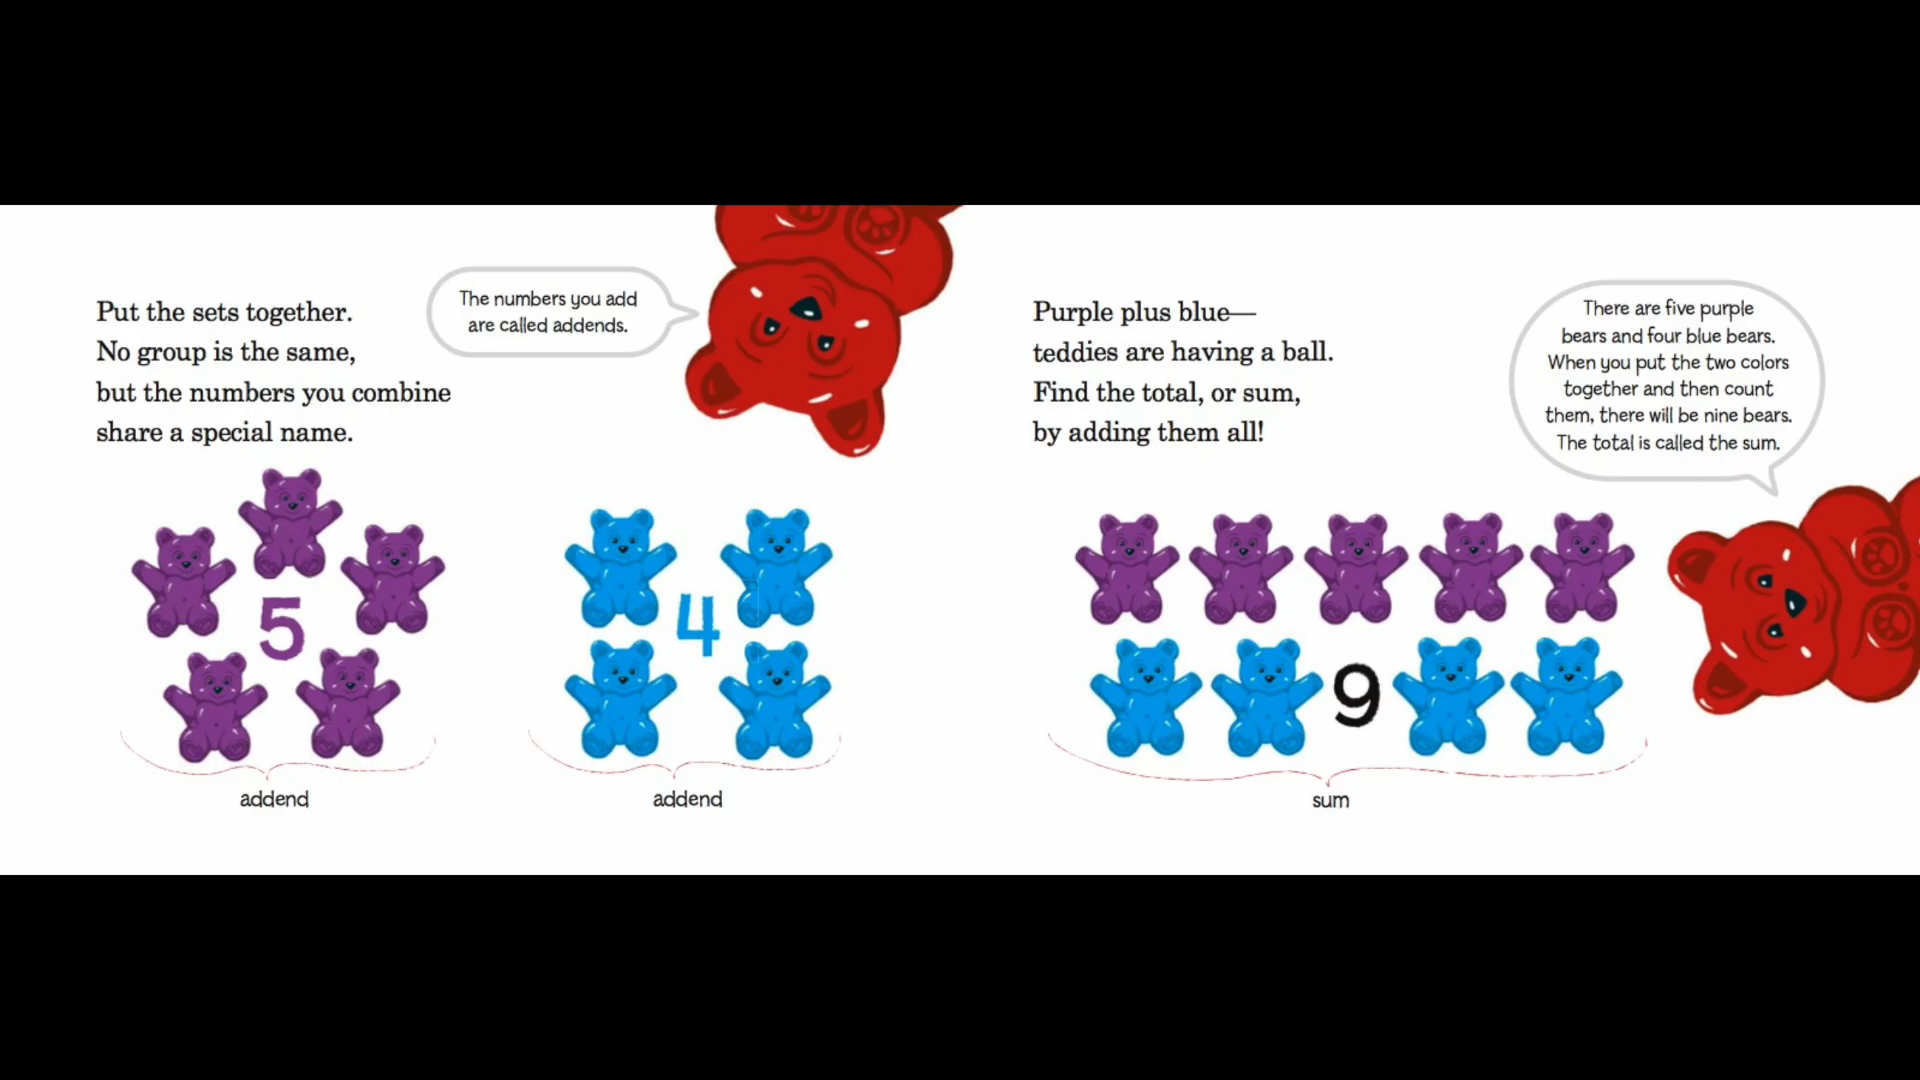 Put the sets together.
No group is the same,
but the numbers you combine
share a special name.
The numbers you add
are called addends.
5
4
addend
addend
Purple plus blue—
teddies are having a ball.
Find the total, or sum,
by adding them all!
There are five purple
bears and four blue bears.
When you put the two colors
together and then count
them, there will be nine bears.
The total is called the sum.
9
sum